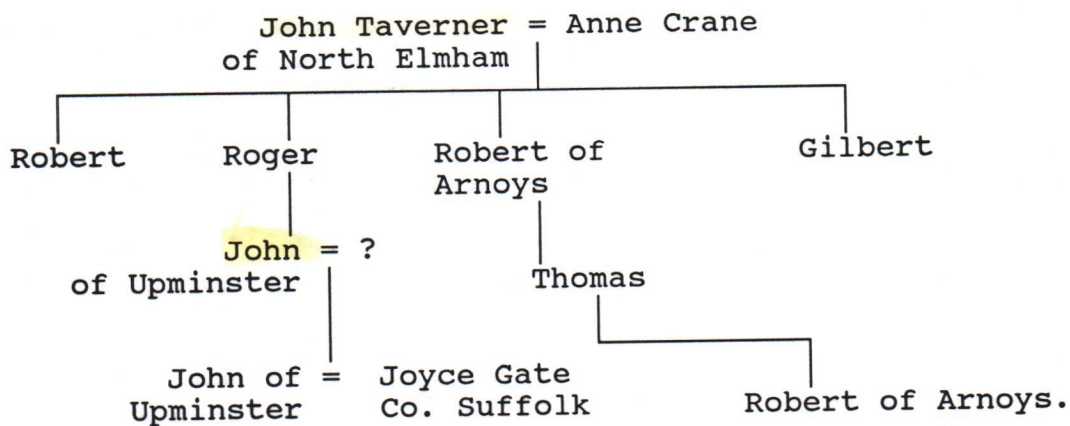 John Taverner = Anne Crane
of North Elmham
Robert Roger Robert of Gilbert
Arnoys
John = ?
of Upminster Thomas
John of = Joyce Gate
Upminster Co. Suffolk Robert of Arnoys.